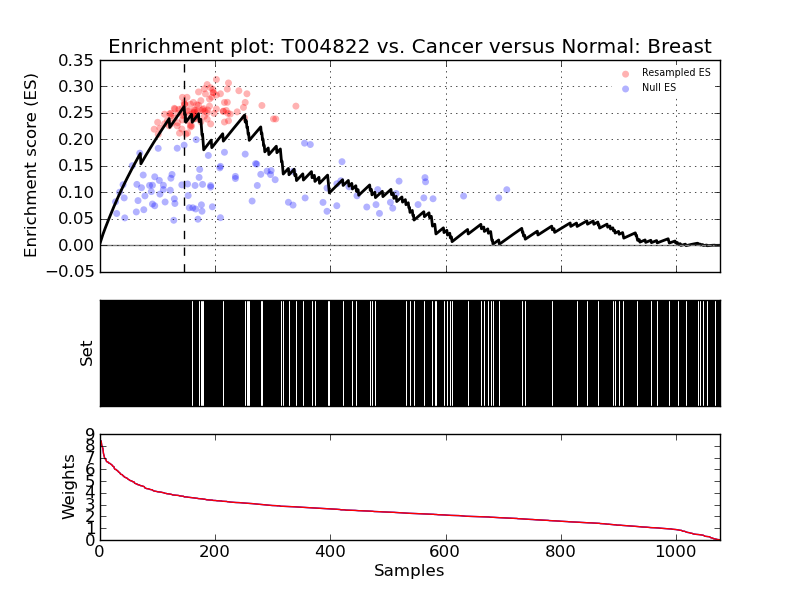 Enrichment plot: T004822 vs. Cancer versus Normal: Breast
Enrichment score (ES)
0.35
0.30
0.25
0.20
0.15
0.10
0.05
0.00
−0.05
Resampled ES
Null ES
Set
Weights
9
8
7
6
5
4
3
2
1
0
0 200 400 600 800 1000
Samples